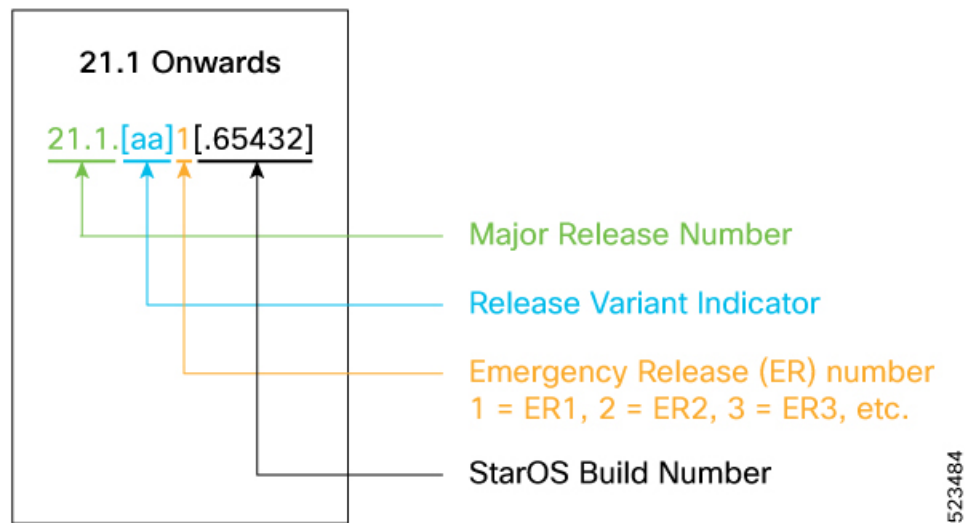 21.1 Onwards
21.1.[aa]1[.65432]
Major Release Number
Release Variant Indicator
Emergency Release (ER) number
1 = ER1, 2 = ER2, 3 = ER3, etc.
StarOS Build Number
523484